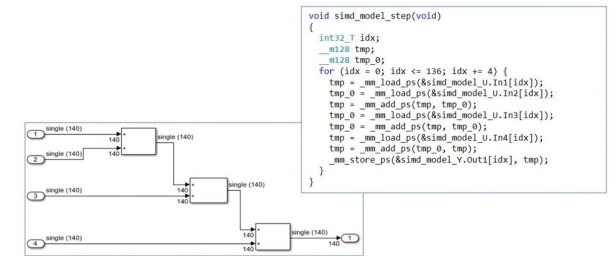 void simd_model_step(void)
{
int32_T idx;
__m128 tmp;
__m128 tmp_0;
for (idx = 0; idx <= 136; idx += 4) {
tmp = _mm_load_ps(&simd_model_U.In1[idx]);
tmp_0 = _mm_load_ps(&simd_model_U.In2[idx]);
tmp = _mm_add_ps(tmp, tmp_0);
tmp_0 = _mm_load_ps(&simd_model_U.In3[idx]);
tmp_0 = _mm_add_ps(tmp, tmp_0);
tmp = _mm_load_ps(&simd_model_U.In4[idx]);
tmp = _mm_add_ps(tmp_0, tmp);
_mm_store_ps(&simd_model_Y.Out1[idx], tmp);
}
}
1 single (140) 140 + single (140)
2 single (140) 140 +
140 + single (140)
3 single (140) 140 +
140 + single (140) 140 1
4 single (140) 140 +